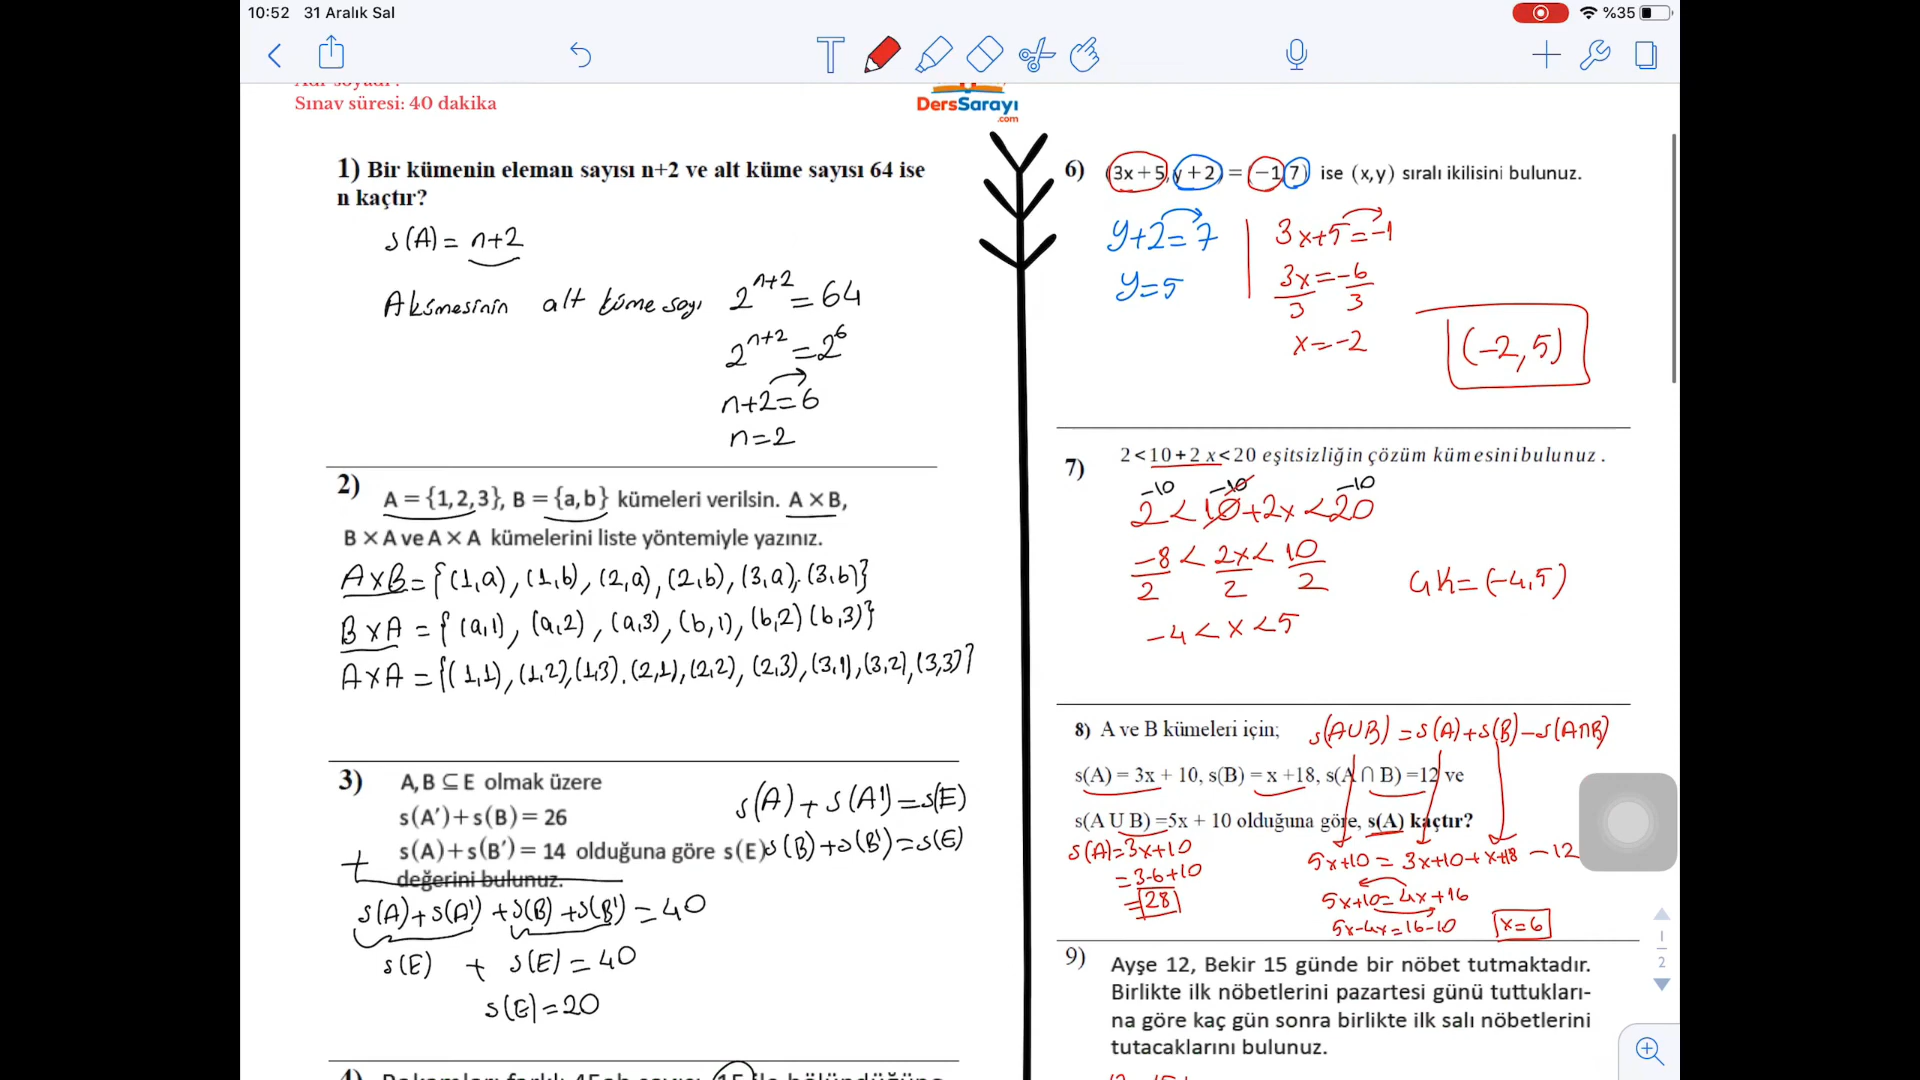 10:52 31 Aralık Sal
%35
Sınav süresi: 40 dakika
DersSarayı
.com
1) Bir kümenin eleman sayısı n+2 ve alt küme sayısı 64 ise
n kaçtır?
s(A) = n+2
A kümesinin alt küme sayı 2^{n+2} = 64
2^{n+2} = 2^6
n+2=6
n=2
2) A = {1,2,3}, B = {a,b} kümeleri verilsin. A × B,
B × A ve A × A kümelerini liste yöntemiyle yazınız.
A×B={(1,a), (1,b), (2,a), (2,b), (3,a), (3,b)}
B×A = {(a,1), (a,2), (a,3), (b,1), (b,2) (b,3)}
A×A = {(1,1), (1,2), (1,3), (2,1), (2,2), (2,3), (3,1), (3,2), (3,3)}
3) A, B ⊆ E olmak üzere
s(A′)+s(B)= 26
s(A)+s(B′)= 14 olduğuna göre s(E)
değerini bulunuz.
s(A)+s(A')=s(E)
s(B)+s(B')=s(E)
+
s(A)+s(A')+s(B)+s(B')=40
s(E) + s(E)=40
s(E)=20
6) (3x+5, y+2) = (−1,7) ise (x,y) sıralı ikilisini bulunuz.
y+2=7
y=5
3x+5=-1
3x/3=-6/3
x=-2
(-2,5)
7) 2<10+2x<20 eşitsizliğin çözüm kümesini bulunuz.
-10 -10 -10
2<10+2x<20
-8/2 < 2x/2 < 10/2
-4<x<5
ÇK=(-4,5)
8) A ve B kümeleri için;
s(A∪B)=s(A)+s(B)-s(A∩B)
s(A) = 3x + 10, s(B) = x +18, s(A ∩ B) =12 ve
s(A U B) =5x + 10 olduğuna göre, s(A) kaçtır?
s(A)=3x+10
=3·6+10
=28
5x+10=3x+10+x+18-12
5x+10=4x+16
5x-4x=16-10
x=6
9) Ayşe 12, Bekir 15 günde bir nöbet tutmaktadır.
Birlikte ilk nöbetlerini pazartesi günü tuttukları-
na göre kaç gün sonra birlikte ilk salı nöbetlerini
tutacaklarını bulunuz.
1
2